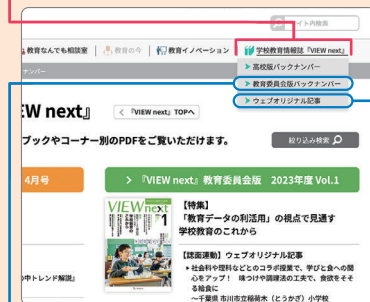 サイト内検索
教育なんでも相談室
教育の今
教育イノベーション
学校教育情報誌『VIEW next』
ナンバー
高校版バックナンバー
教育委員会版バックナンバー
ウェブオリジナル記事
EW next』
< 『VIEW next』TOPへ
ブックやコーナー別のPDFをご覧いただけます。
絞り込み検索
4月号
> 『VIEW next』教育委員会版 2023年度 Vol.1
VIEW next
1
【特集】
「教育データの利活用」の視点で見通す
学校教育のこれから
【誌面連動】ウェブオリジナル記事
▶社会科や理科などとのコラボ授業で、学びと食への関
心をアップ! 味つけや調理法の工夫で、食欲をそそ
る給食に
〜千葉県 市川市立稲荷木(とうかぎ)小学校
の中トレンド解説』